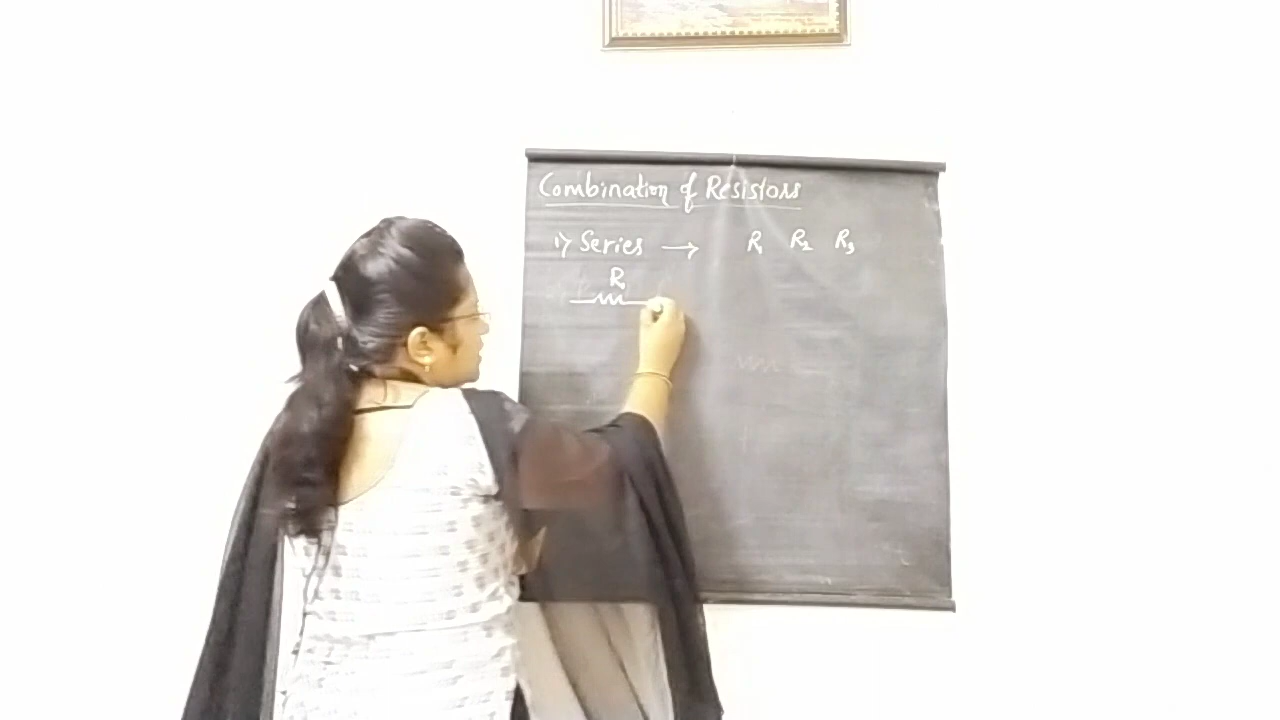 Combination of Resistors
1) Series → R₁ R₂ R₃
R₁